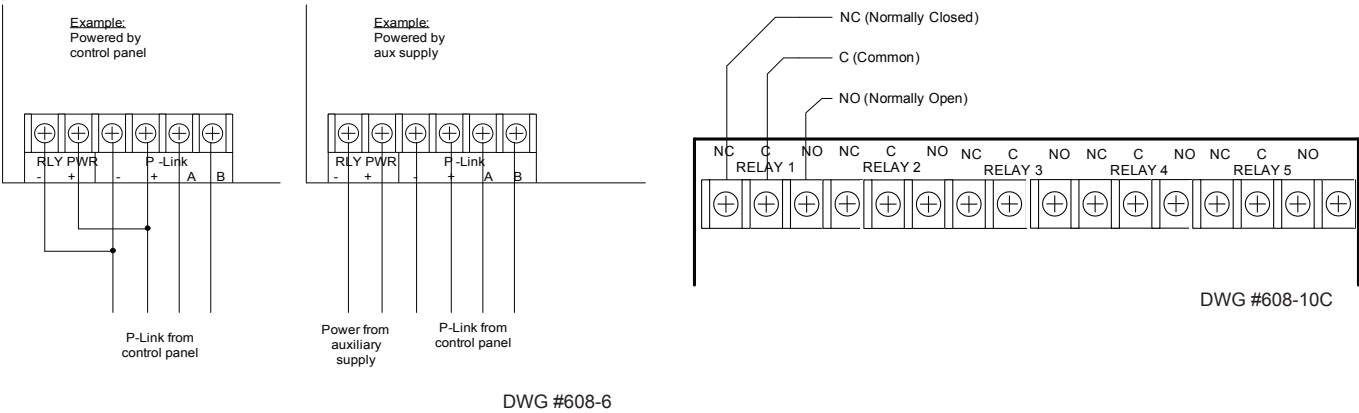 Example:
Powered by
control panel
RLY PWR P -Link
- + - + A B
P-Link from
control panel
Example:
Powered by
aux supply
RLY PWR P -Link
- + - + A B
Power from
auxiliary
supply
P-Link from
control panel
DWG #608-6
NC (Normally Closed)
C (Common)
NO (Normally Open)
NC C NO NC C NO NC C NO NC C NO NC C NO
RELAY 1 RELAY 2 RELAY 3 RELAY 4 RELAY 5
DWG #608-10C